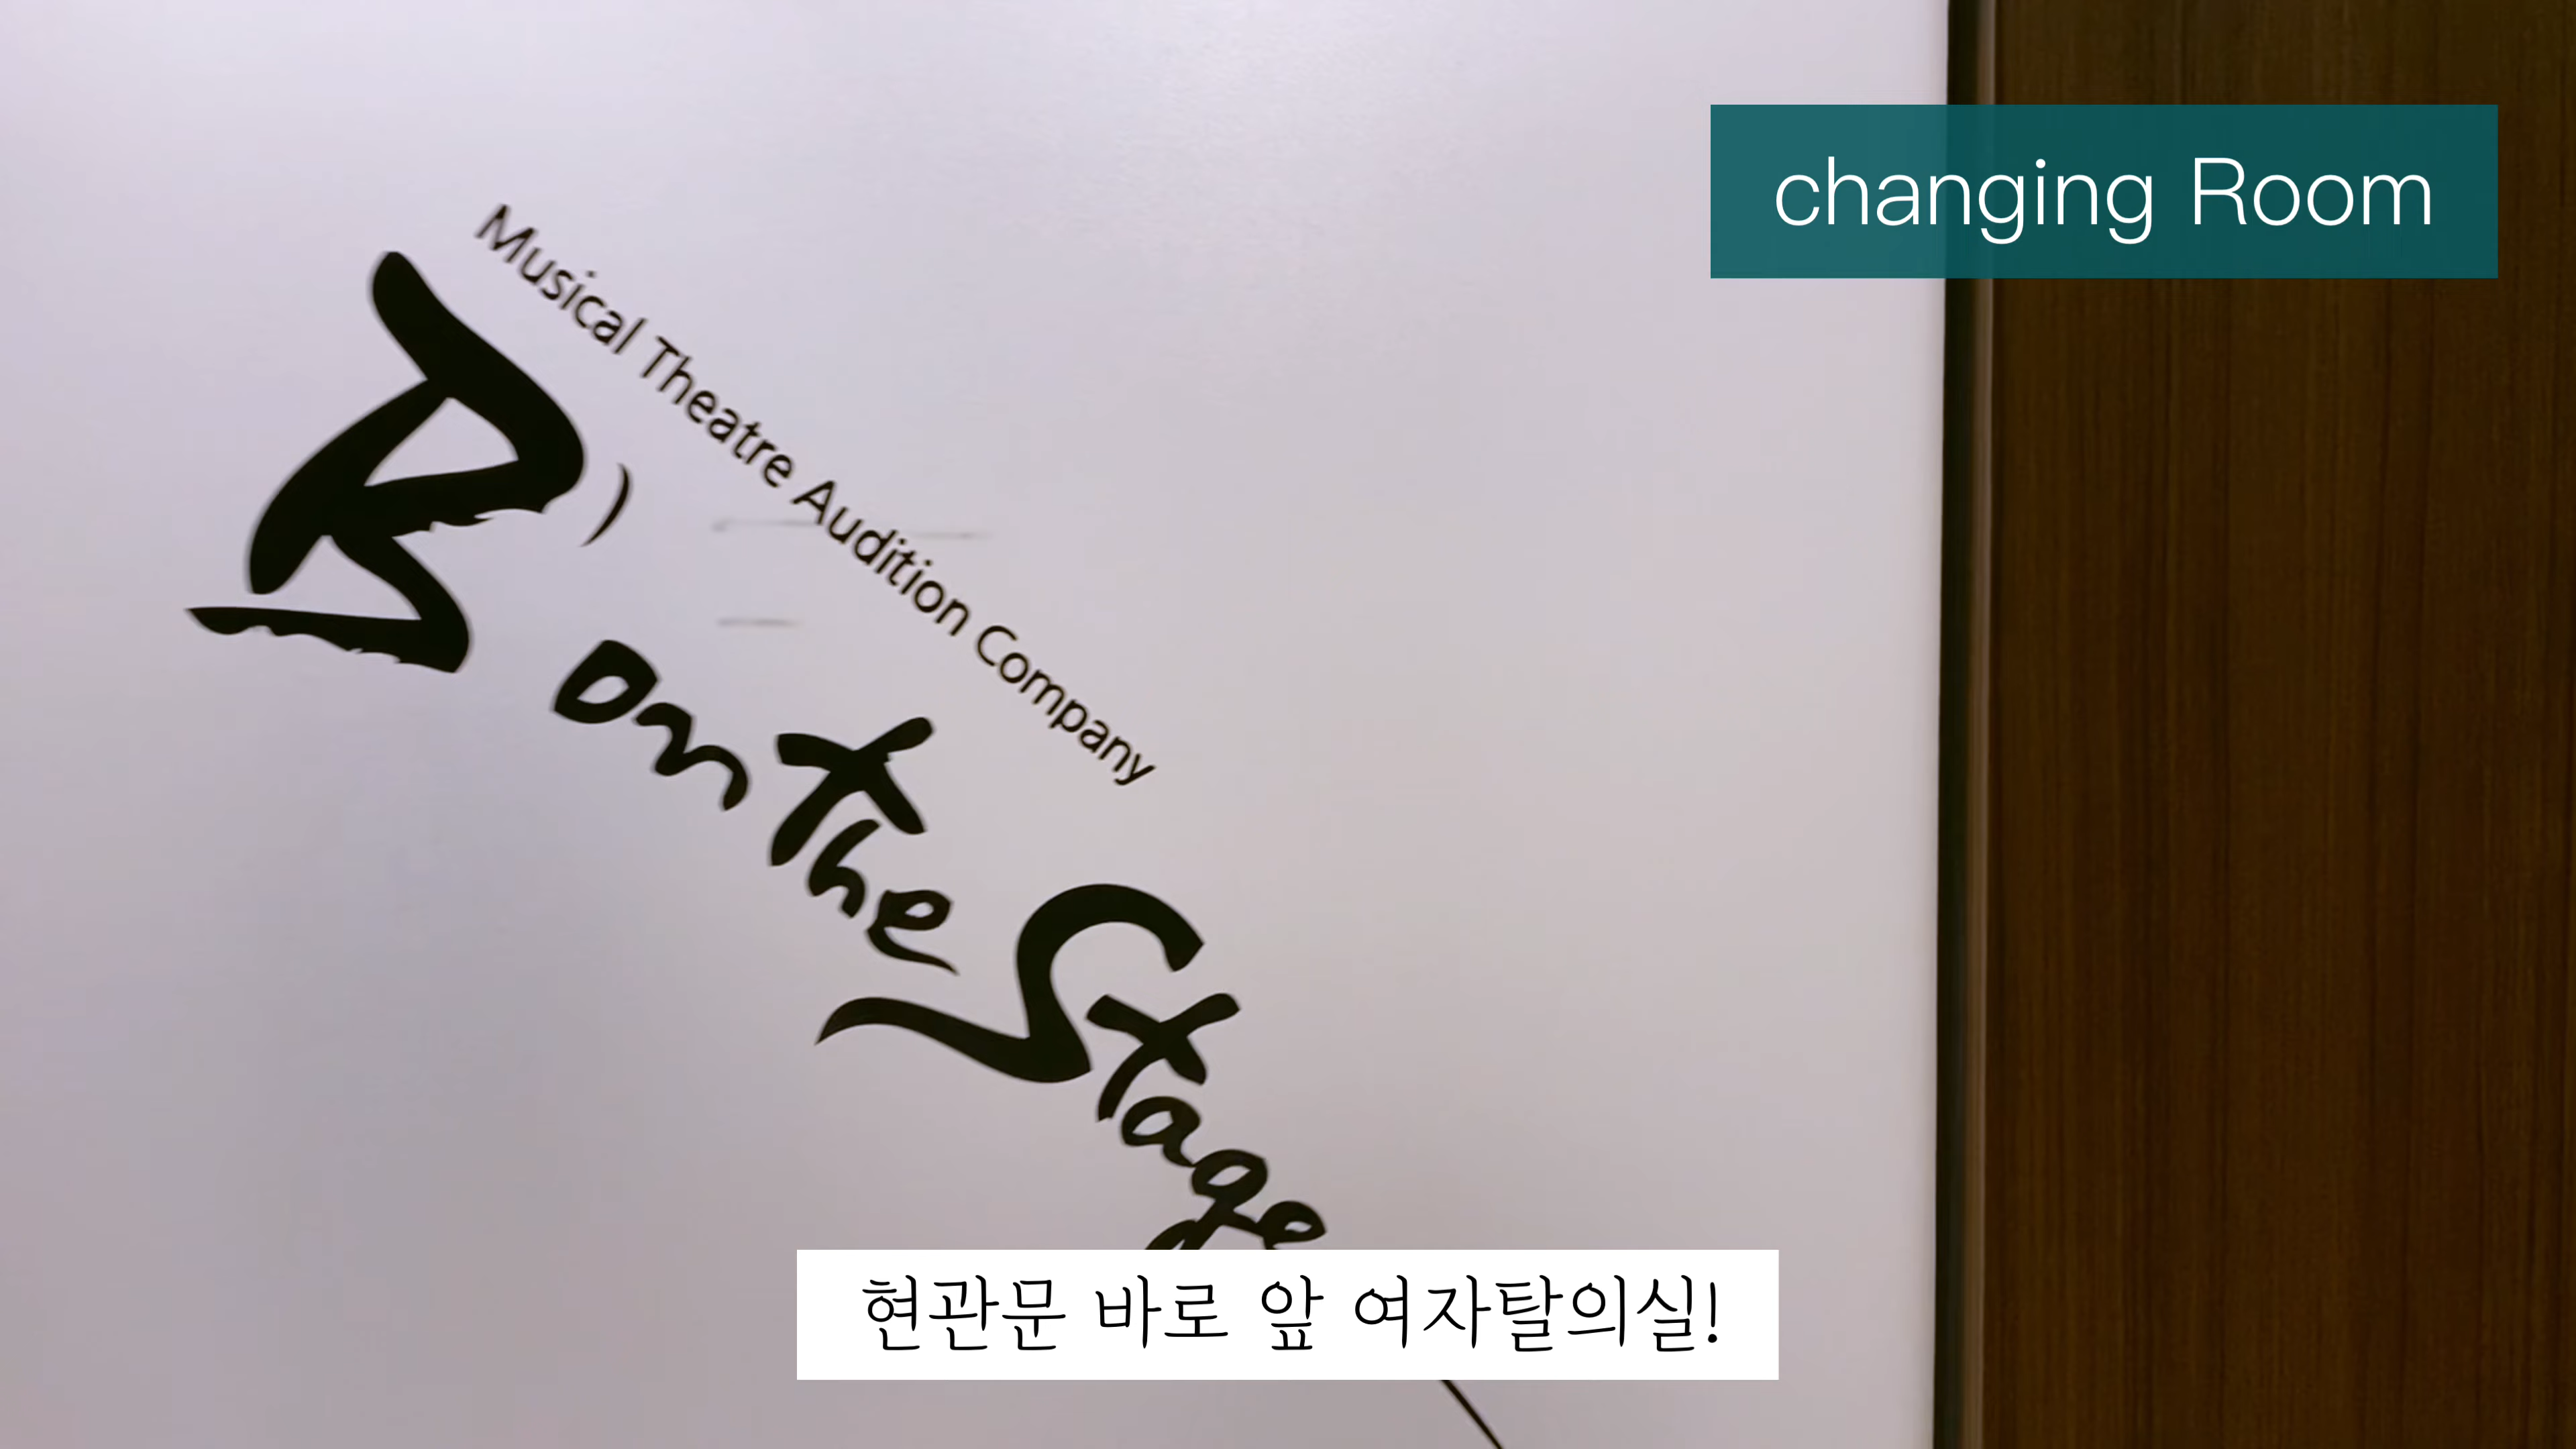 changing Room
Musical Theatre Audition Company
B on the Stage
현관문 바로 앞 여자탈의실!